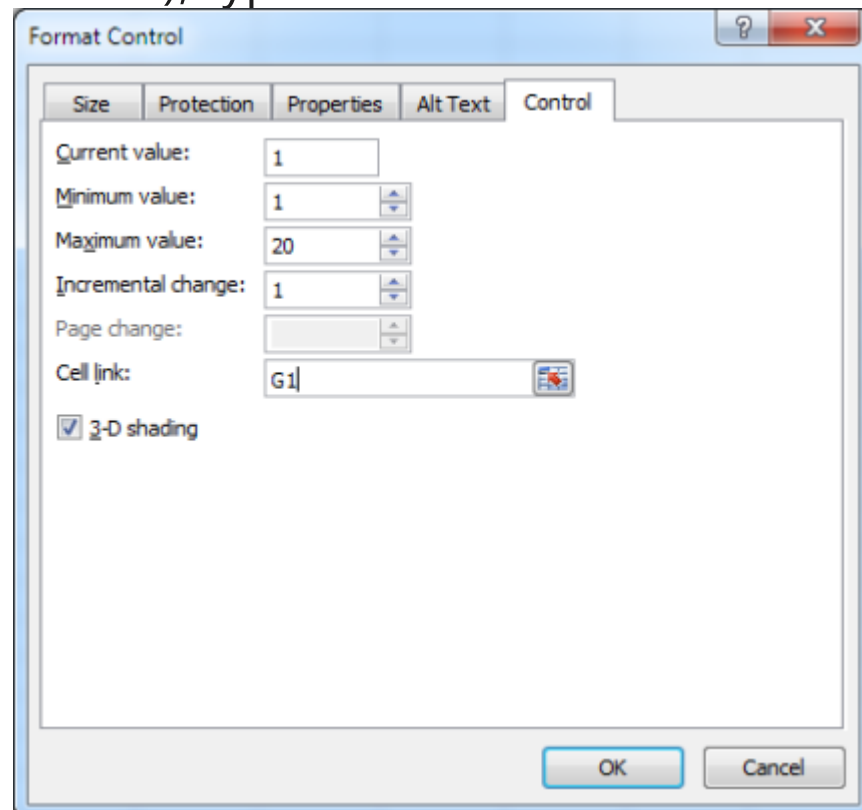 Format Control
Size Protection Properties Alt Text Control
Current value: 1
Minimum value: 1
Maximum value: 20
Incremental change: 1
Page change:
Cell link: G1
3-D shading
OK Cancel